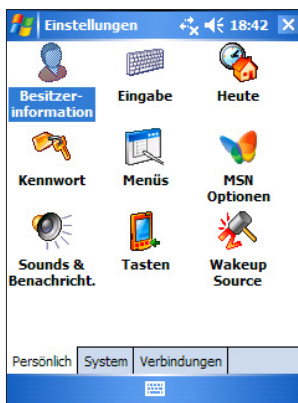 Einstellungen 18:42
Besitzer-
information
Eingabe
Heute
Kennwort
Menüs
MSN
Optionen
Sounds &
Benachricht.
Tasten
Wakeup
Source
Persönlich System Verbindungen